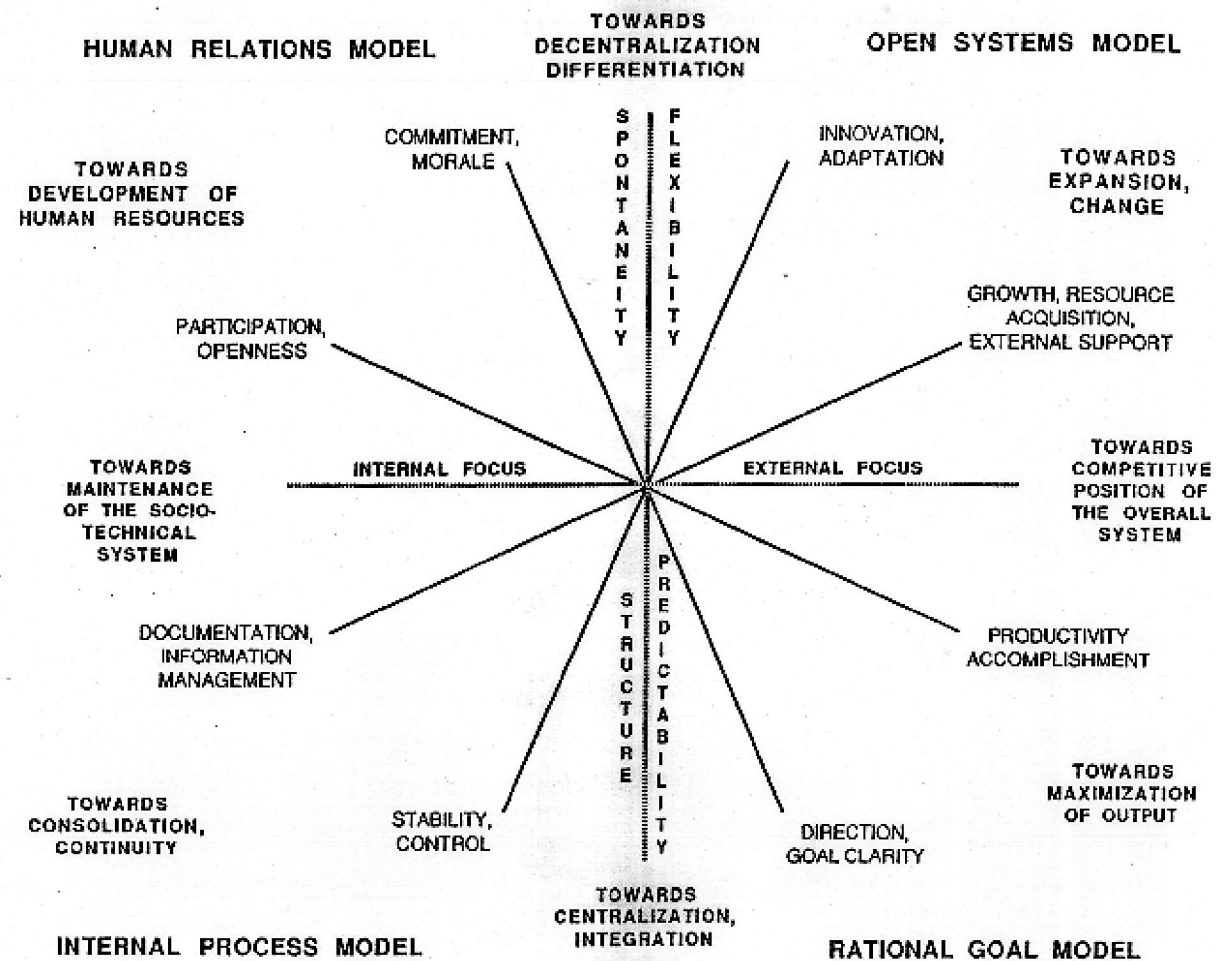 TOWARDS
DECENTRALIZATION
DIFFERENTIATION
HUMAN RELATIONS MODEL
OPEN SYSTEMS MODEL
COMMITMENT,
MORALE
SPONTANEITY
FLEXIBILITY
INNOVATION,
ADAPTATION
TOWARDS
DEVELOPMENT OF
HUMAN RESOURCES
TOWARDS
EXPANSION,
CHANGE
PARTICIPATION,
OPENNESS
GROWTH, RESOURCE
ACQUISITION,
EXTERNAL SUPPORT
TOWARDS
MAINTENANCE
OF THE SOCIO-
TECHNICAL
SYSTEM
INTERNAL FOCUS
EXTERNAL FOCUS
TOWARDS
COMPETITIVE
POSITION OF
THE OVERALL
SYSTEM
DOCUMENTATION,
INFORMATION
MANAGEMENT
STRUCTURE
PREDICTABILITY
PRODUCTIVITY
ACCOMPLISHMENT
TOWARDS
CONSOLIDATION,
CONTINUITY
STABILITY,
CONTROL
DIRECTION,
GOAL CLARITY
TOWARDS
MAXIMIZATION
OF OUTPUT
TOWARDS
CENTRALIZATION,
INTEGRATION
INTERNAL PROCESS MODEL
RATIONAL GOAL MODEL